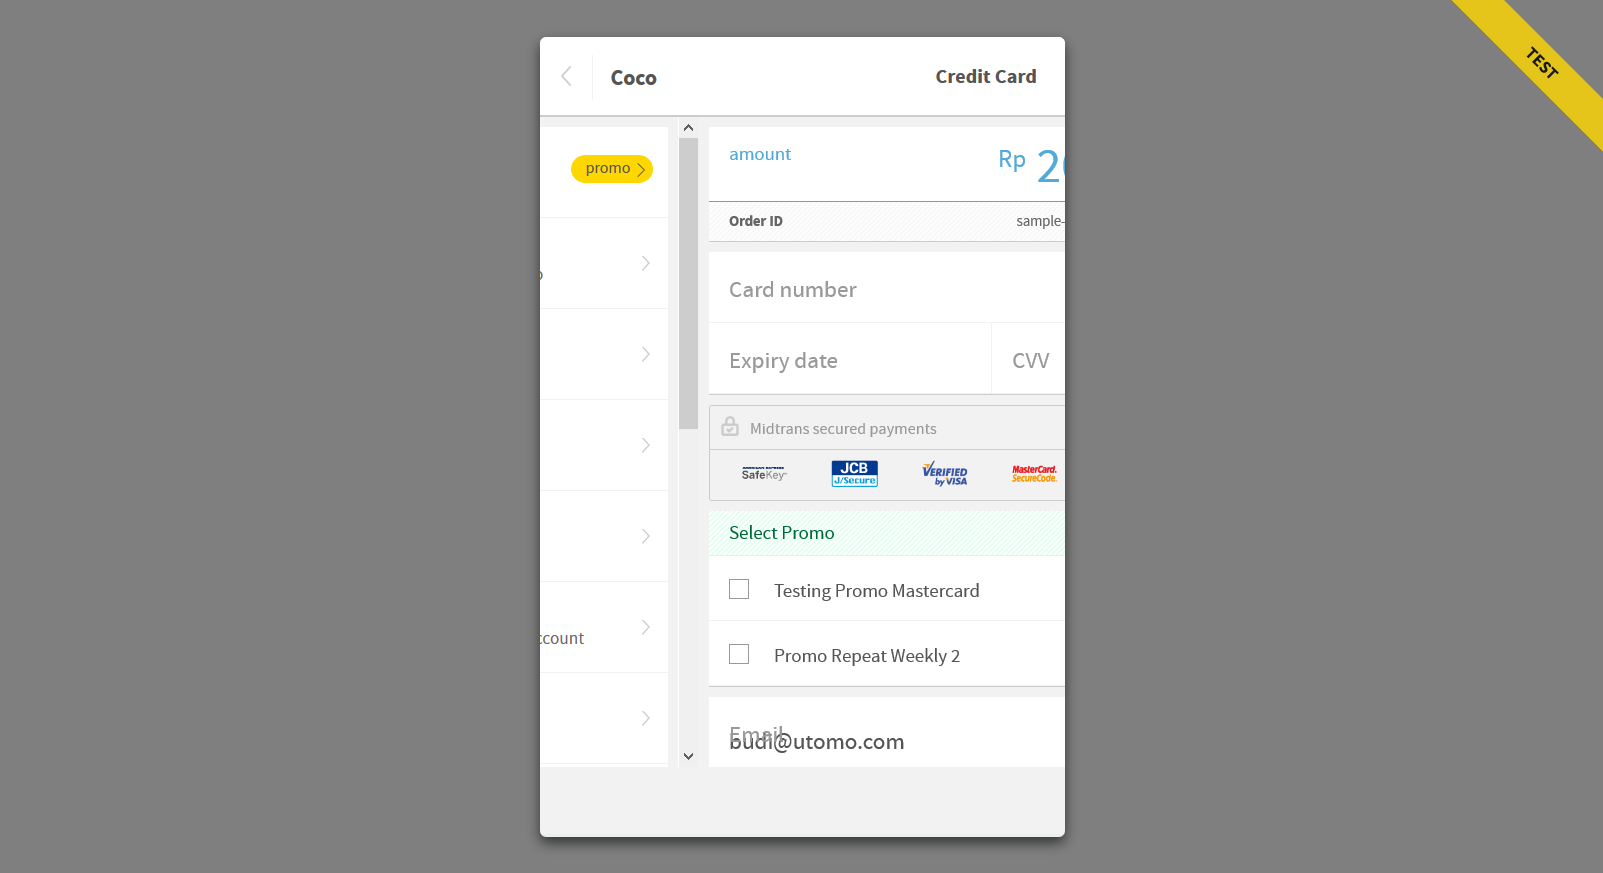 TEST
Coco
Credit Card
promo
ccount
amount
Rp 20
Order ID
sample-
Card number
Expiry date
CVV
Midtrans secured payments
SafeKey
JCB
J/Secure
VERIFIED
by VISA
MasterCard.
SecureCode.
Select Promo
Testing Promo Mastercard
Promo Repeat Weekly 2
Email
budi@utomo.com